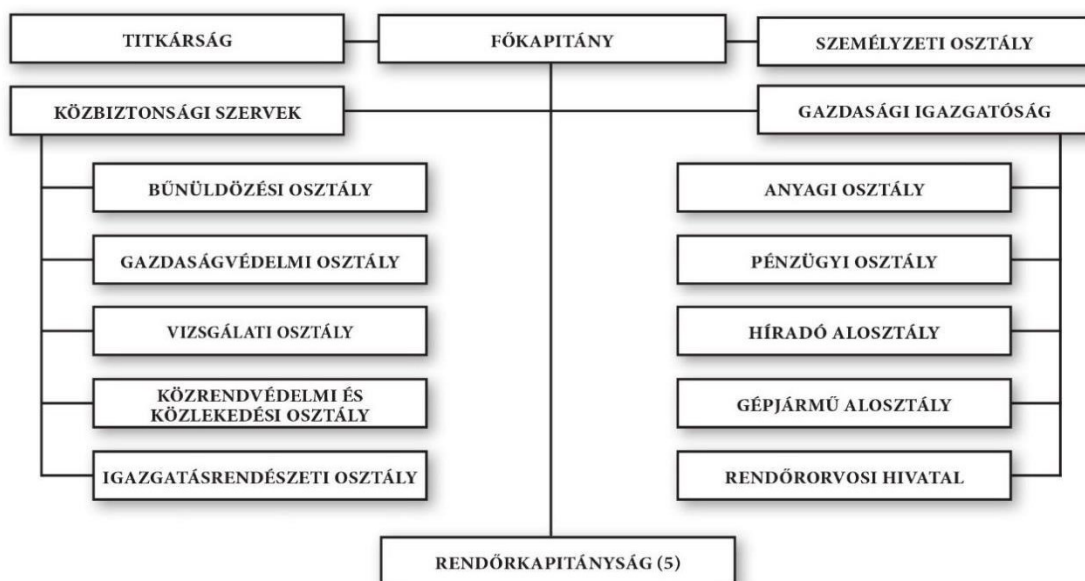 TITKÁRSÁG
FŐKAPITÁNY
SZEMÉLYZETI OSZTÁLY
KÖZBIZTONSÁGI SZERVEK
GAZDASÁGI IGAZGATÓSÁG
BŰNÜLDÖZÉSI OSZTÁLY
GAZDASÁGVÉDELMI OSZTÁLY
VIZSGÁLATI OSZTÁLY
KÖZRENDVÉDELMI ÉS
KÖZLEKEDÉSI OSZTÁLY
IGAZGATÁSRENDÉSZETI OSZTÁLY
ANYAGI OSZTÁLY
PÉNZÜGYI OSZTÁLY
HÍRADÓ ALOSZTÁLY
GÉPJÁRMŰ ALOSZTÁLY
RENDŐRORVOSI HIVATAL
RENDŐRKAPITÁNYSÁG (5)